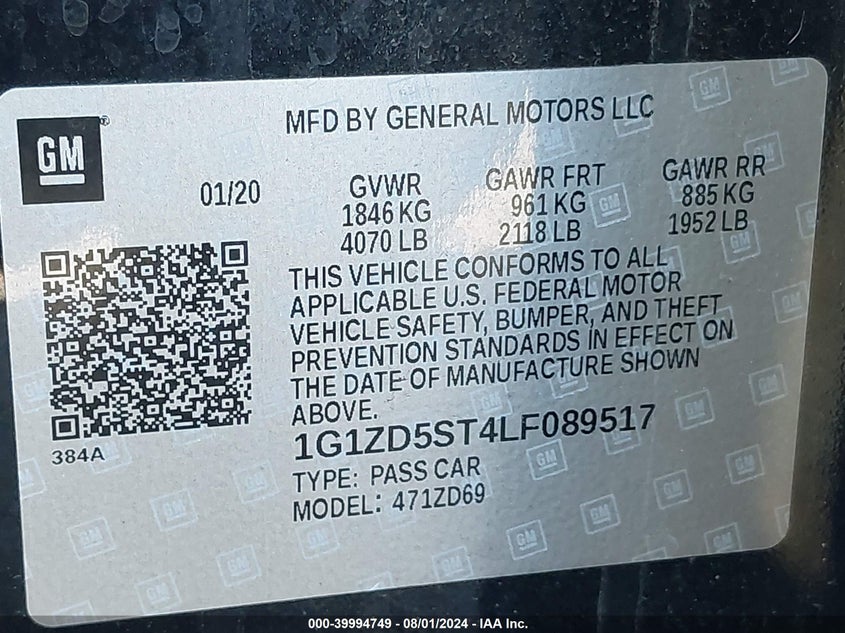 MFD BY GENERAL MOTORS LLC
GM®
01/20
GVWR
1846 KG
4070 LB
GAWR FRT
961 KG
2118 LB
GAWR RR
885 KG
1952 LB
THIS VEHICLE CONFORMS TO ALL
APPLICABLE U.S. FEDERAL MOTOR
VEHICLE SAFETY, BUMPER, AND THEFT
PREVENTION STANDARDS IN EFFECT ON
THE DATE OF MANUFACTURE SHOWN
ABOVE.
384A
1G1ZD5ST4LF089517
TYPE: PASS CAR
MODEL: 471ZD69
000-39994749 - 08/01/2024 - IAA Inc.